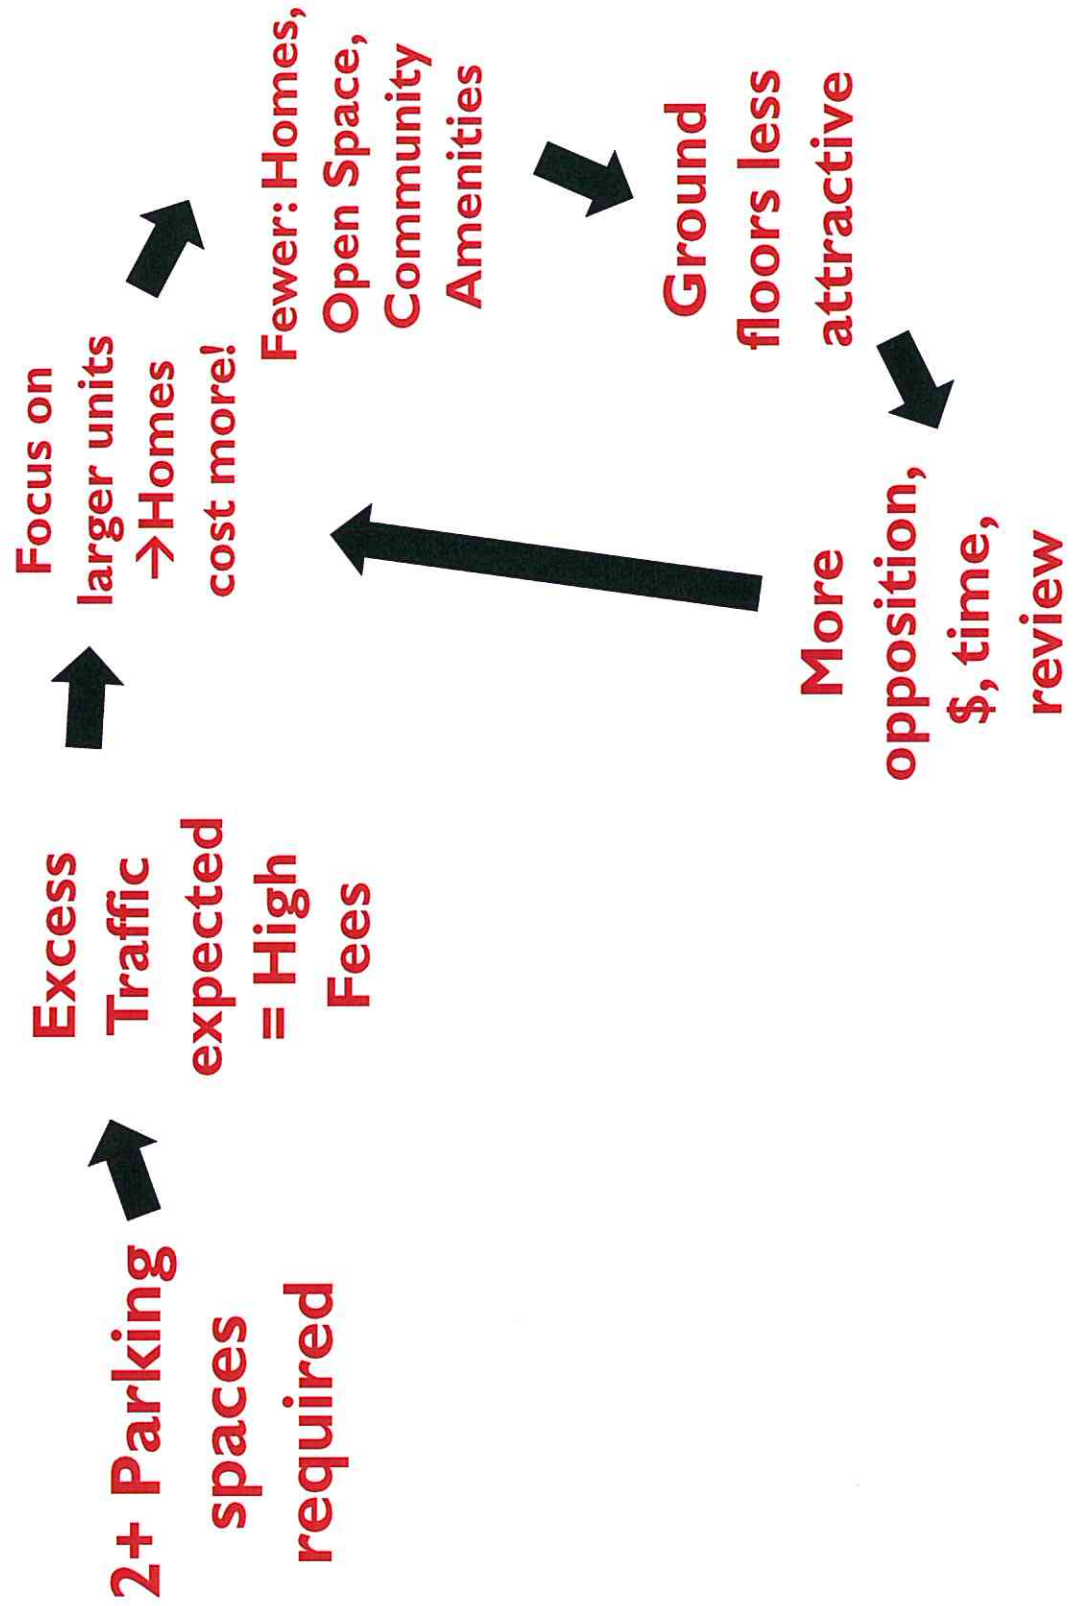 2+ Parking
spaces
required
Excess
Traffic
expected
= High
Fees
Focus on
larger units
→Homes
cost more!
Fewer: Homes,
Open Space,
Community
Amenities
Ground
floors less
attractive
More
opposition,
$, time,
review